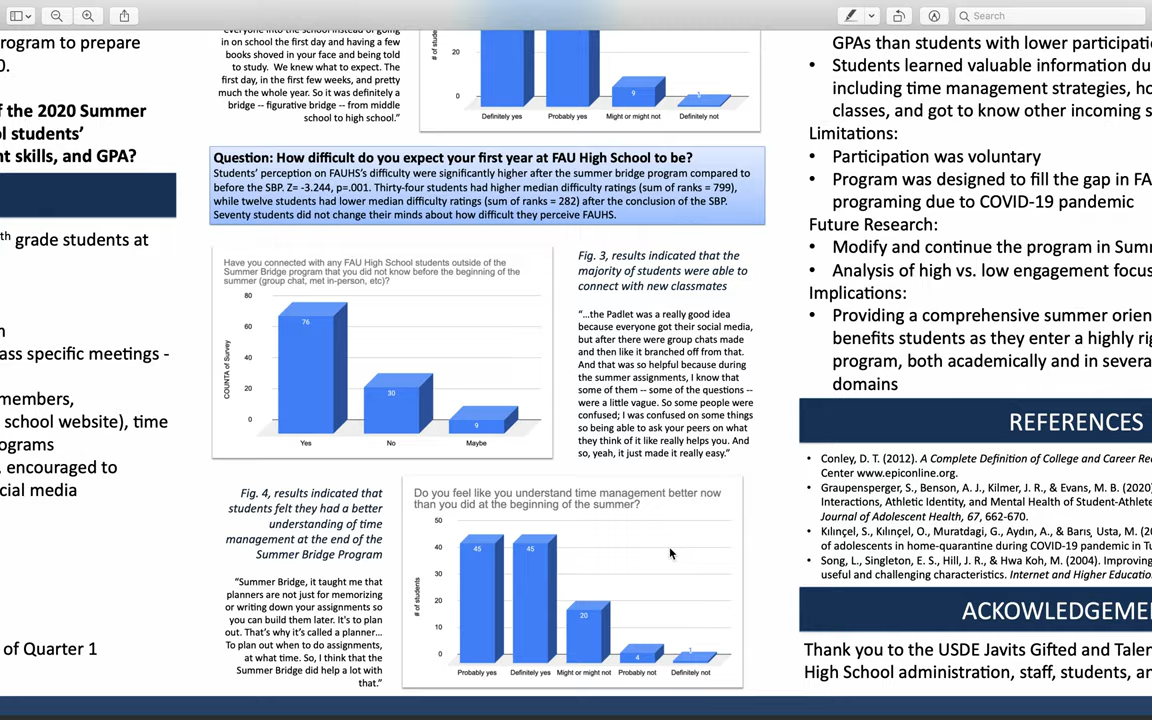 Search
rogram to prepare
0.
of the 2020 Summer
ol students’
nt skills, and GPA?
th grade students at
n
ass specific meetings -
members,
school website), time
ograms
, encouraged to
cial media
of Quarter 1
everyone into the school instead of going
in on school the first day and having a few
books shoved in your face and being told
to study. We knew what to expect. The
first day, in the first few weeks, and pretty
much the whole year. So it was definitely a
bridge -- figurative bridge -- from middle
school to high school.”
# of stude
20
0
9
1
Definitely yes
Probably yes
Might or might not
Definitely not
Question: How difficult do you expect your first year at FAU High School to be?
Students’ perception on FAUHS’s difficulty were significantly higher after the summer bridge program compared to
before the SBP. Z= -3.244, p=.001. Thirty-four students had higher median difficulty ratings (sum of ranks = 799),
while twelve students had lower median difficulty ratings (sum of ranks = 282) after the conclusion of the SBP.
Seventy students did not change their minds about how difficult they perceive FAUHS.
Have you connected with any FAU High School students outside of the
Summer Bridge program that you did not know before the beginning of the
summer (group chat, met in-person, etc)?
COUNTA of Survey
80
60
40
20
0
76
30
9
Yes
No
Maybe
Fig. 3, results indicated that the
majority of students were able to
connect with new classmates
“...the Padlet was a really good idea
because everyone got their social media,
but after there were group chats made
and then like it branched off from that.
And that was so helpful because during
the summer assignments, I know that
some of them -- some of the questions --
were a little vague. So some people were
confused; I was confused on some things
so being able to ask your peers on what
they think of it like really helps you. And
so, yeah, it just made it really easy.”
Fig. 4, results indicated that
students felt they had a better
understanding of time
management at the end of the
Summer Bridge Program
“Summer Bridge, it taught me that
planners are not just for memorizing
or writing down your assignments so
you can build them later. It's to plan
out. That’s why it’s called a planner...
To plan out when to do assignments,
at what time. So, I think that the
Summer Bridge did help a lot with
that.”
Do you feel like you understand time management better now
than you did at the beginning of the summer?
# of students
50
40
30
20
10
0
45
45
20
4
1
Probably yes
Definitely yes
Might or might not
Probably not
Definitely not
GPAs than students with lower participati
• Students learned valuable information du
including time management strategies, ho
classes, and got to know other incoming s
Limitations:
• Participation was voluntary
• Program was designed to fill the gap in FA
programing due to COVID-19 pandemic
Future Research:
• Modify and continue the program in Sum
• Analysis of high vs. low engagement focus
Implications:
• Providing a comprehensive summer orien
benefits students as they enter a highly rig
program, both academically and in severa
domains
REFERENCES
• Conley, D. T. (2012). A Complete Definition of College and Career Rea
Center www.epiconline.org.
• Graupensperger, S., Benson, A. J., Kilmer, J. R., & Evans, M. B. (2020)
Interactions, Athletic Identity, and Mental Health of Student-Athlete
Journal of Adolescent Health, 67, 662-670.
• Kılınçel, S., Kılınçel, O., Muratdagi, G., Aydın, A., & Barıs, Usta, M. (20
of adolescents in home-quarantine during COVID-19 pandemic in Tu
• Song, L., Singleton, E. S., Hill, J. R., & Hwa Koh, M. (2004). Improving
useful and challenging characteristics. Internet and Higher Educatio
ACKOWLEDGEME
Thank you to the USDE Javits Gifted and Talen
High School administration, staff, students, an